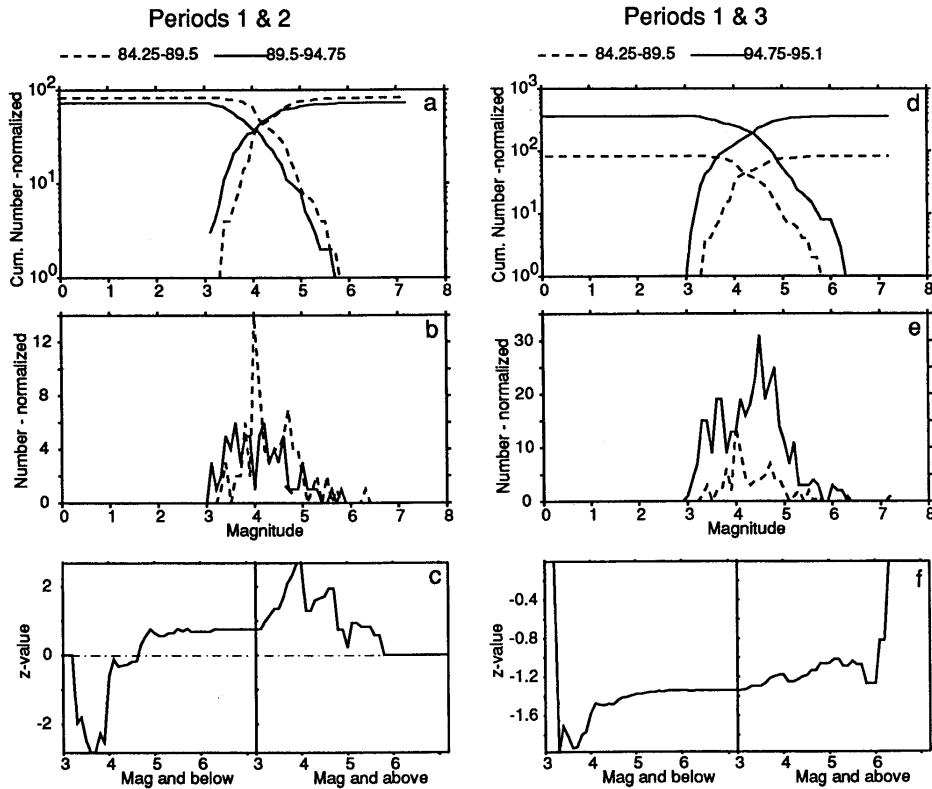 Periods 1 & 2
84.25-89.5 89.5-94.75
Cum. Number -normalized
10^2
10^1
10^0
a
0 1 2 3 4 5 6 7 8
Number - normalized
12
8
4
0
b
0 1 2 3 4 5 6 7 8
Magnitude
z-value
2
0
-2
c
3 4 5 6 3 4 5 6
Mag and below Mag and above
Periods 1 & 3
84.25-89.5 94.75-95.1
Cum. Number -normalized
10^3
10^2
10^1
10^0
d
0 1 2 3 4 5 6 7 8
Number - normalized
30
20
10
0
e
0 1 2 3 4 5 6 7 8
Magnitude
z-value
-0.4
-0.8
-1.2
-1.6
f
3 4 5 6 3 4 5 6
Mag and below Mag and above